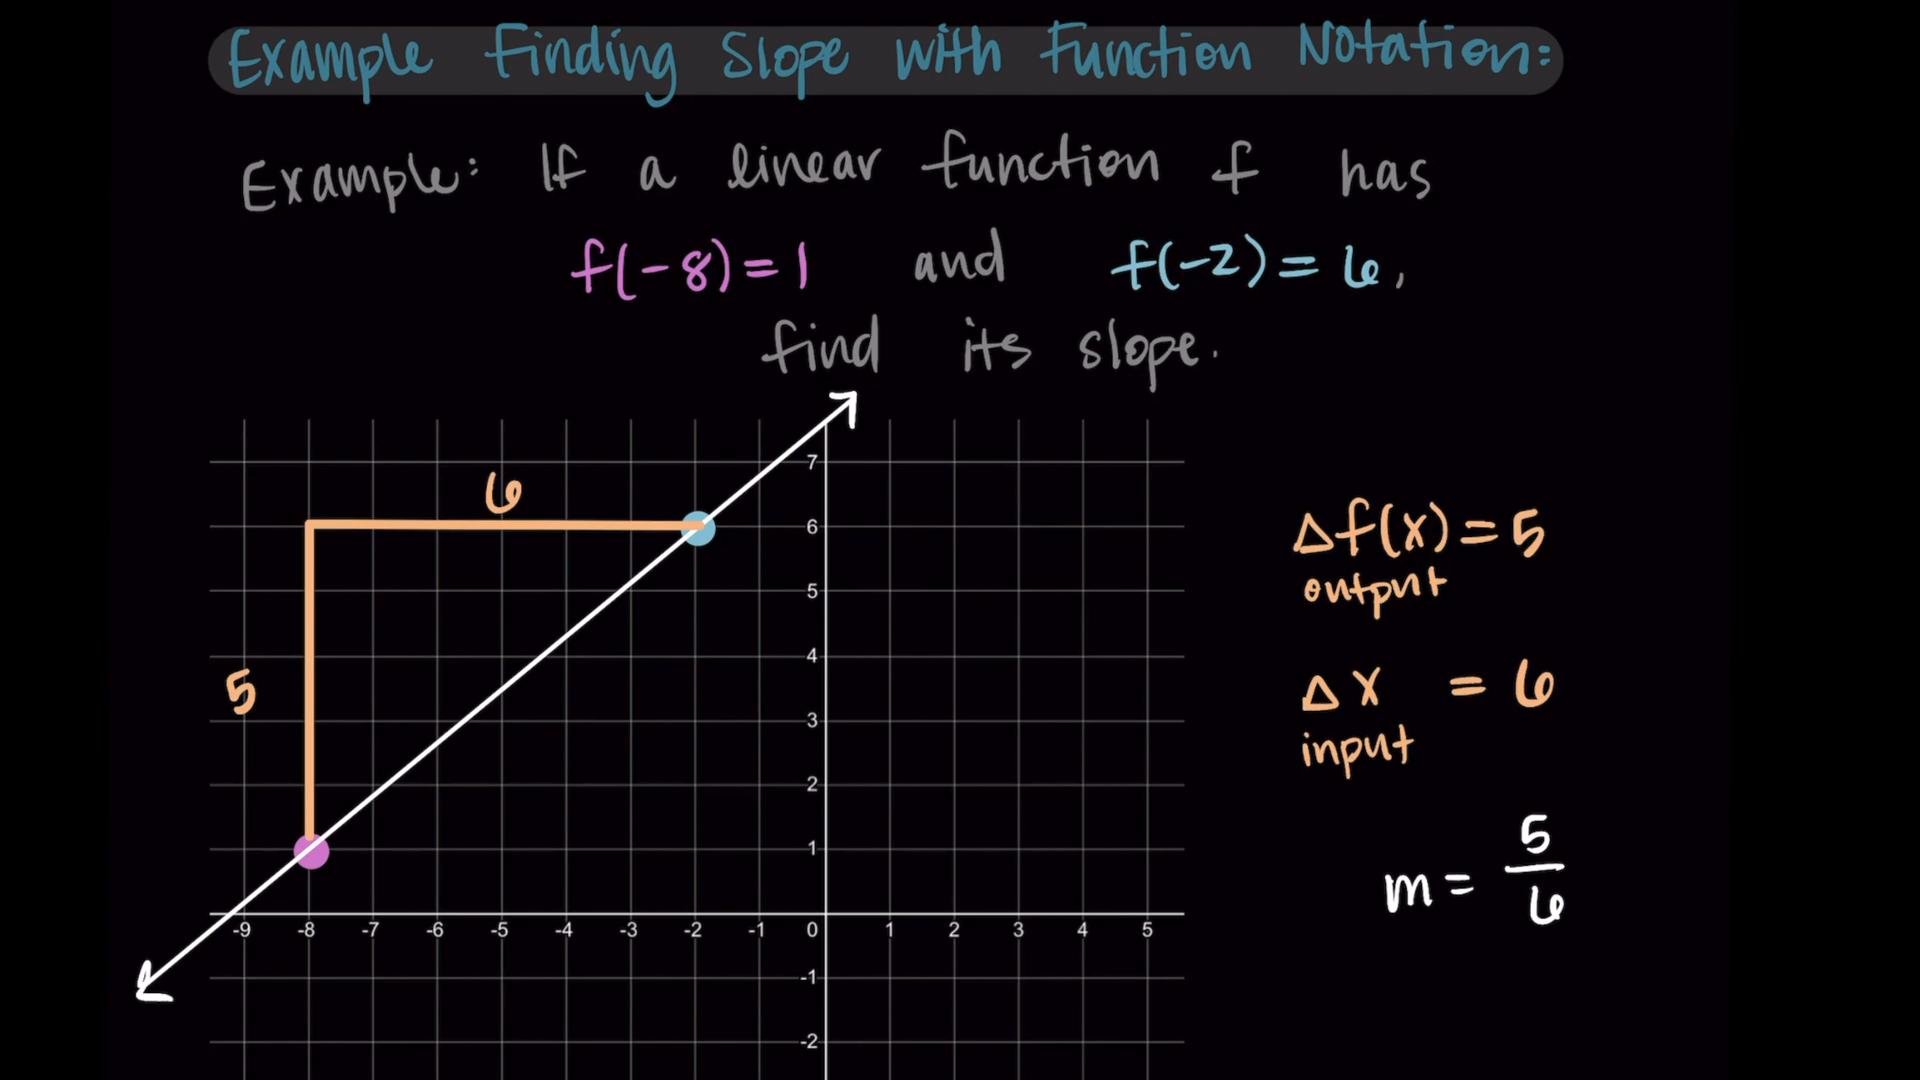 Example Finding Slope with Function Notation:
Example: If a linear function f has
f(-8)=1 and f(-2)=6,
find its slope.
7
6
6
5
4
5
3
2
1
-9 -8 -7 -6 -5 -4 -3 -2 -1 0 1 2 3 4 5
-1
-2
Δf(x)=5
output
Δx = 6
input
m = 5/6